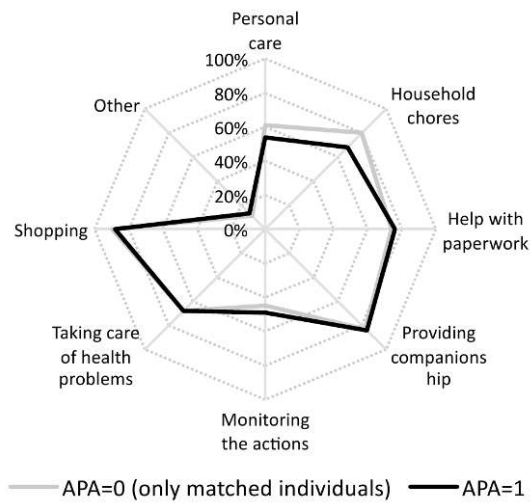 Personal
care
100%
80%
60%
40%
20%
0%
Household
chores
Help with
paperwork
Providing
companions
hip
Monitoring
the actions
Taking care
of health
problems
Shopping
Other
APA=0 (only matched individuals)
APA=1